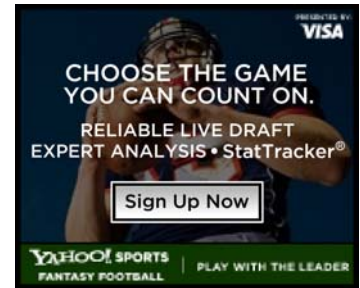 PRESENTED BY:
VISA
CHOOSE THE GAME
YOU CAN COUNT ON.
RELIABLE LIVE DRAFT
EXPERT ANALYSIS • StatTracker®
Sign Up Now
YAHOO! SPORTS
FANTASY FOOTBALL
PLAY WITH THE LEADER